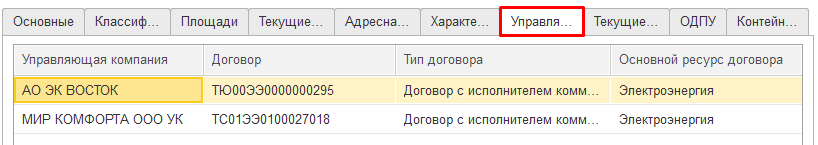 Основные Классиф... Площади Текущие... Адресна... Характе... Управля... Текущие... ОДПУ Контейн...
Управляющая компания Договор Тип договора Основной ресурс договора
АО ЭК ВОСТОК ТЮ00ЭЭ0000000295 Договор с исполнителем комм... Электроэнергия
МИР КОМФОРТА ООО УК ТС01ЭЭ0100027018 Договор с исполнителем комм... Электроэнергия